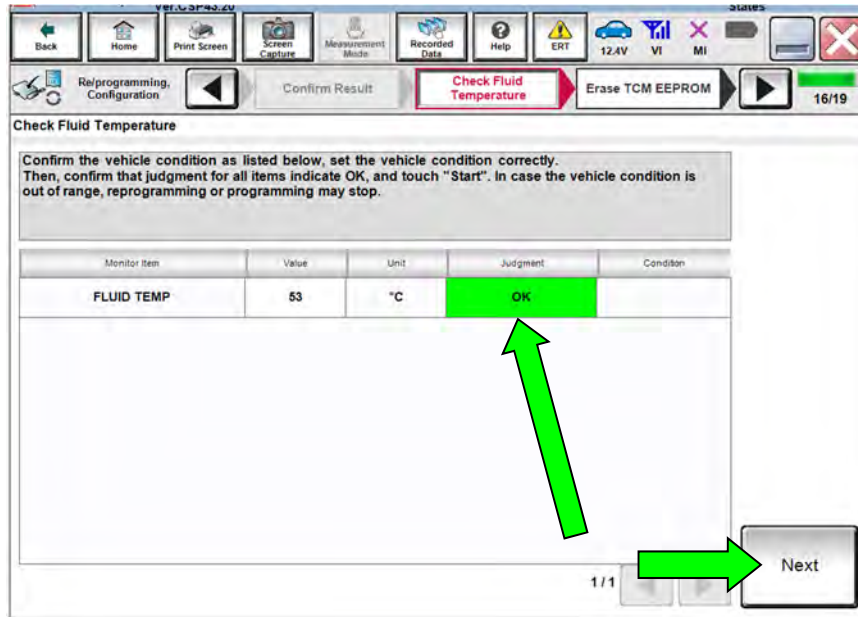 Ver.CSP43.20
States
Back
Home
Print Screen
Screen
Capture
Measurement
Mode
Recorded
Data
Help
ERT
12.4V
VI
MI
Re/programming,
Configuration
Confirm Result
Check Fluid
Temperature
Erase TCM EEPROM
16/19
Check Fluid Temperature
Confirm the vehicle condition as listed below, set the vehicle condition correctly.
Then, confirm that judgment for all items indicate OK, and touch "Start". In case the vehicle condition is
out of range, reprogramming or programming may stop.
Monitor Item Value Unit Judgment Condition
FLUID TEMP 53 °C OK
1/1
Next